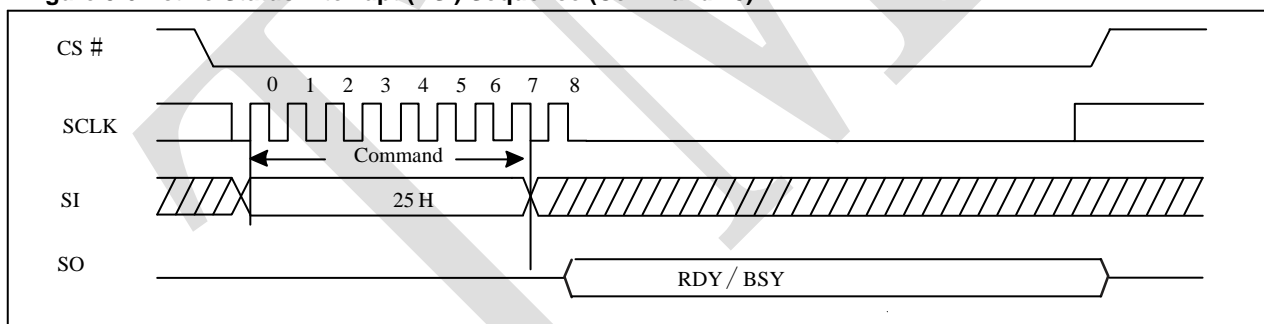 CS #
0 1 2 3 4 5 6 7 8
SCLK
Command
SI
25 H
SO
RDY / BSY